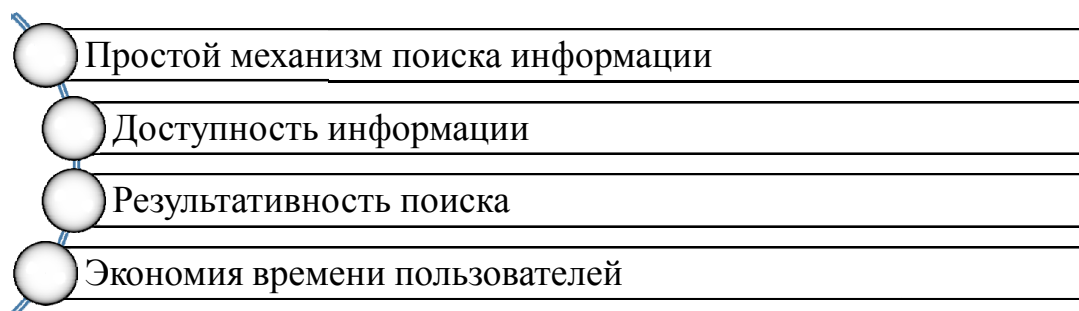 Простой механизм поиска информации
Доступность информации
Результативность поиска
Экономия времени пользователей